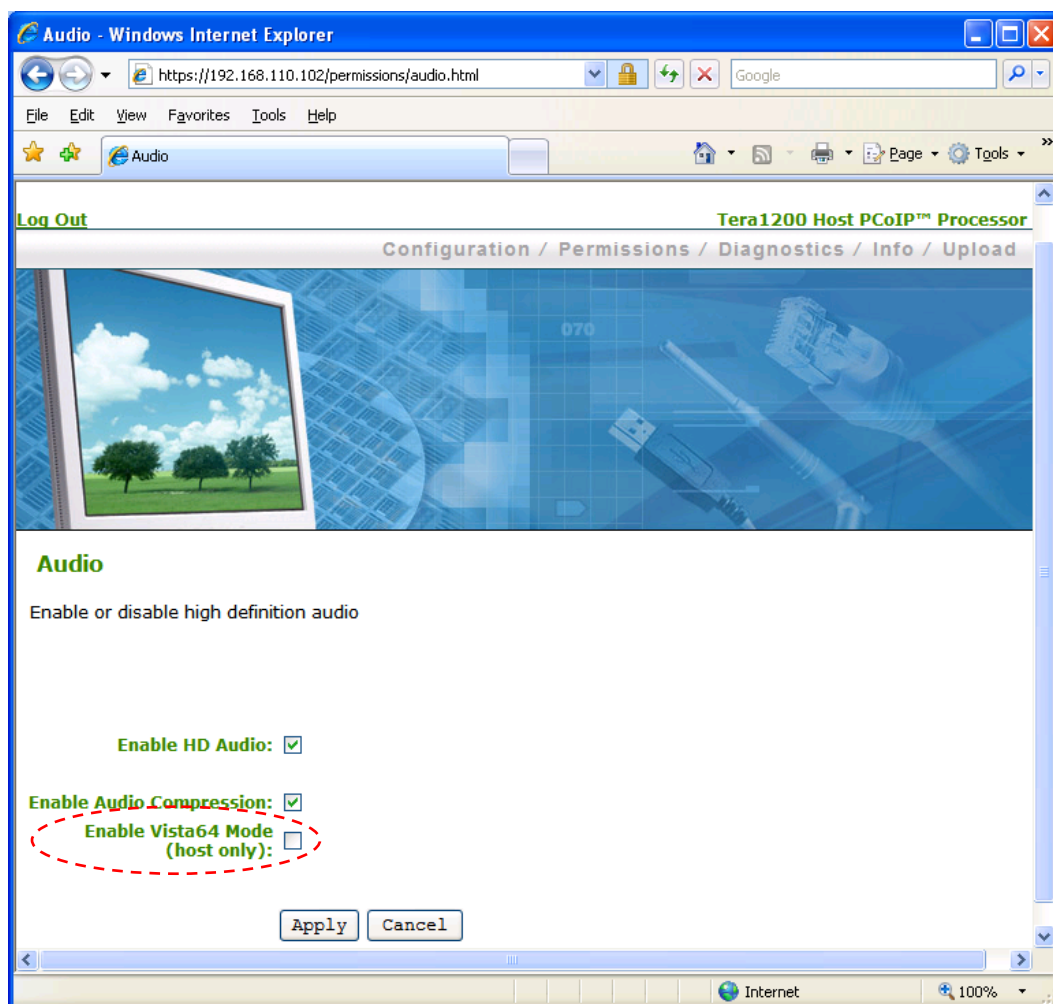 Audio - Windows Internet Explorer
https://192.168.110.102/permissions/audio.html
Google
File Edit View Favorites Tools Help
Audio
Page Tools »
Log Out
Tera1200 Host PCoIP™ Processor
Configuration / Permissions / Diagnostics / Info / Upload
070
Audio
Enable or disable high definition audio
Enable HD Audio:
Enable Audio Compression:
Enable Vista64 Mode
(host only):
Apply Cancel
Internet
100%